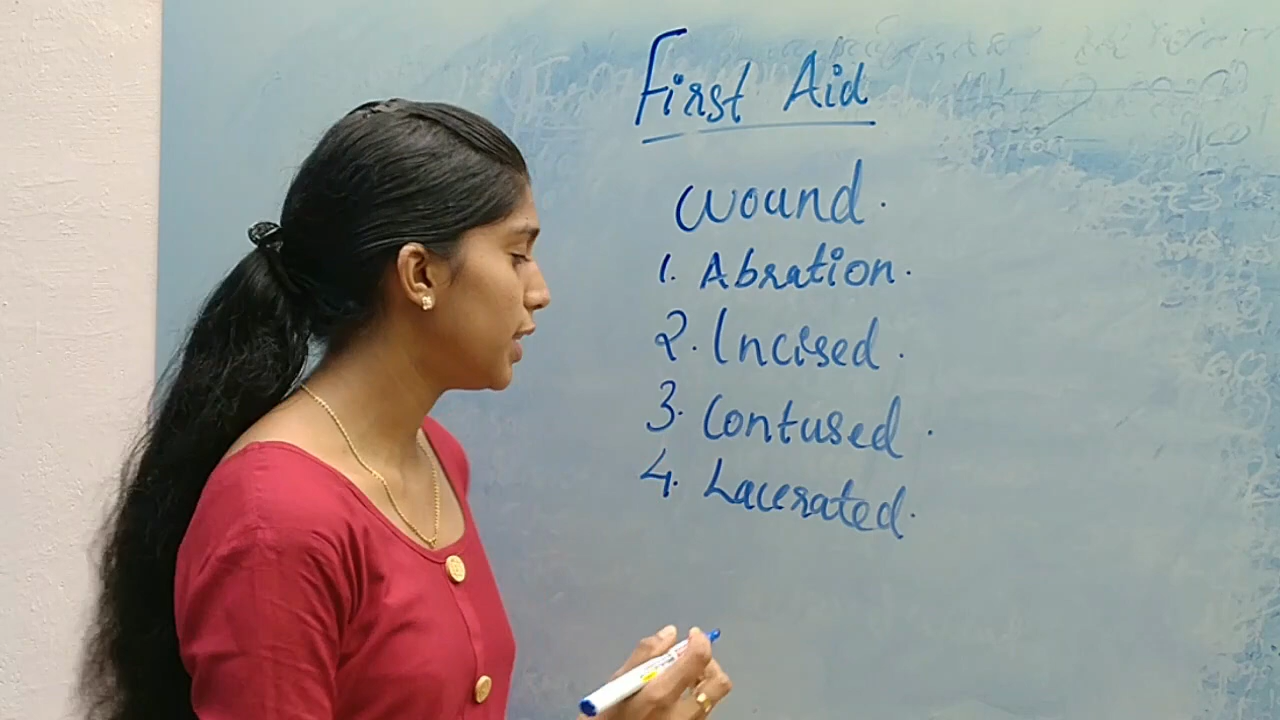 First Aid
wound.
1. Abration.
2. Incised.
3. Contused.
4. Lacerated.